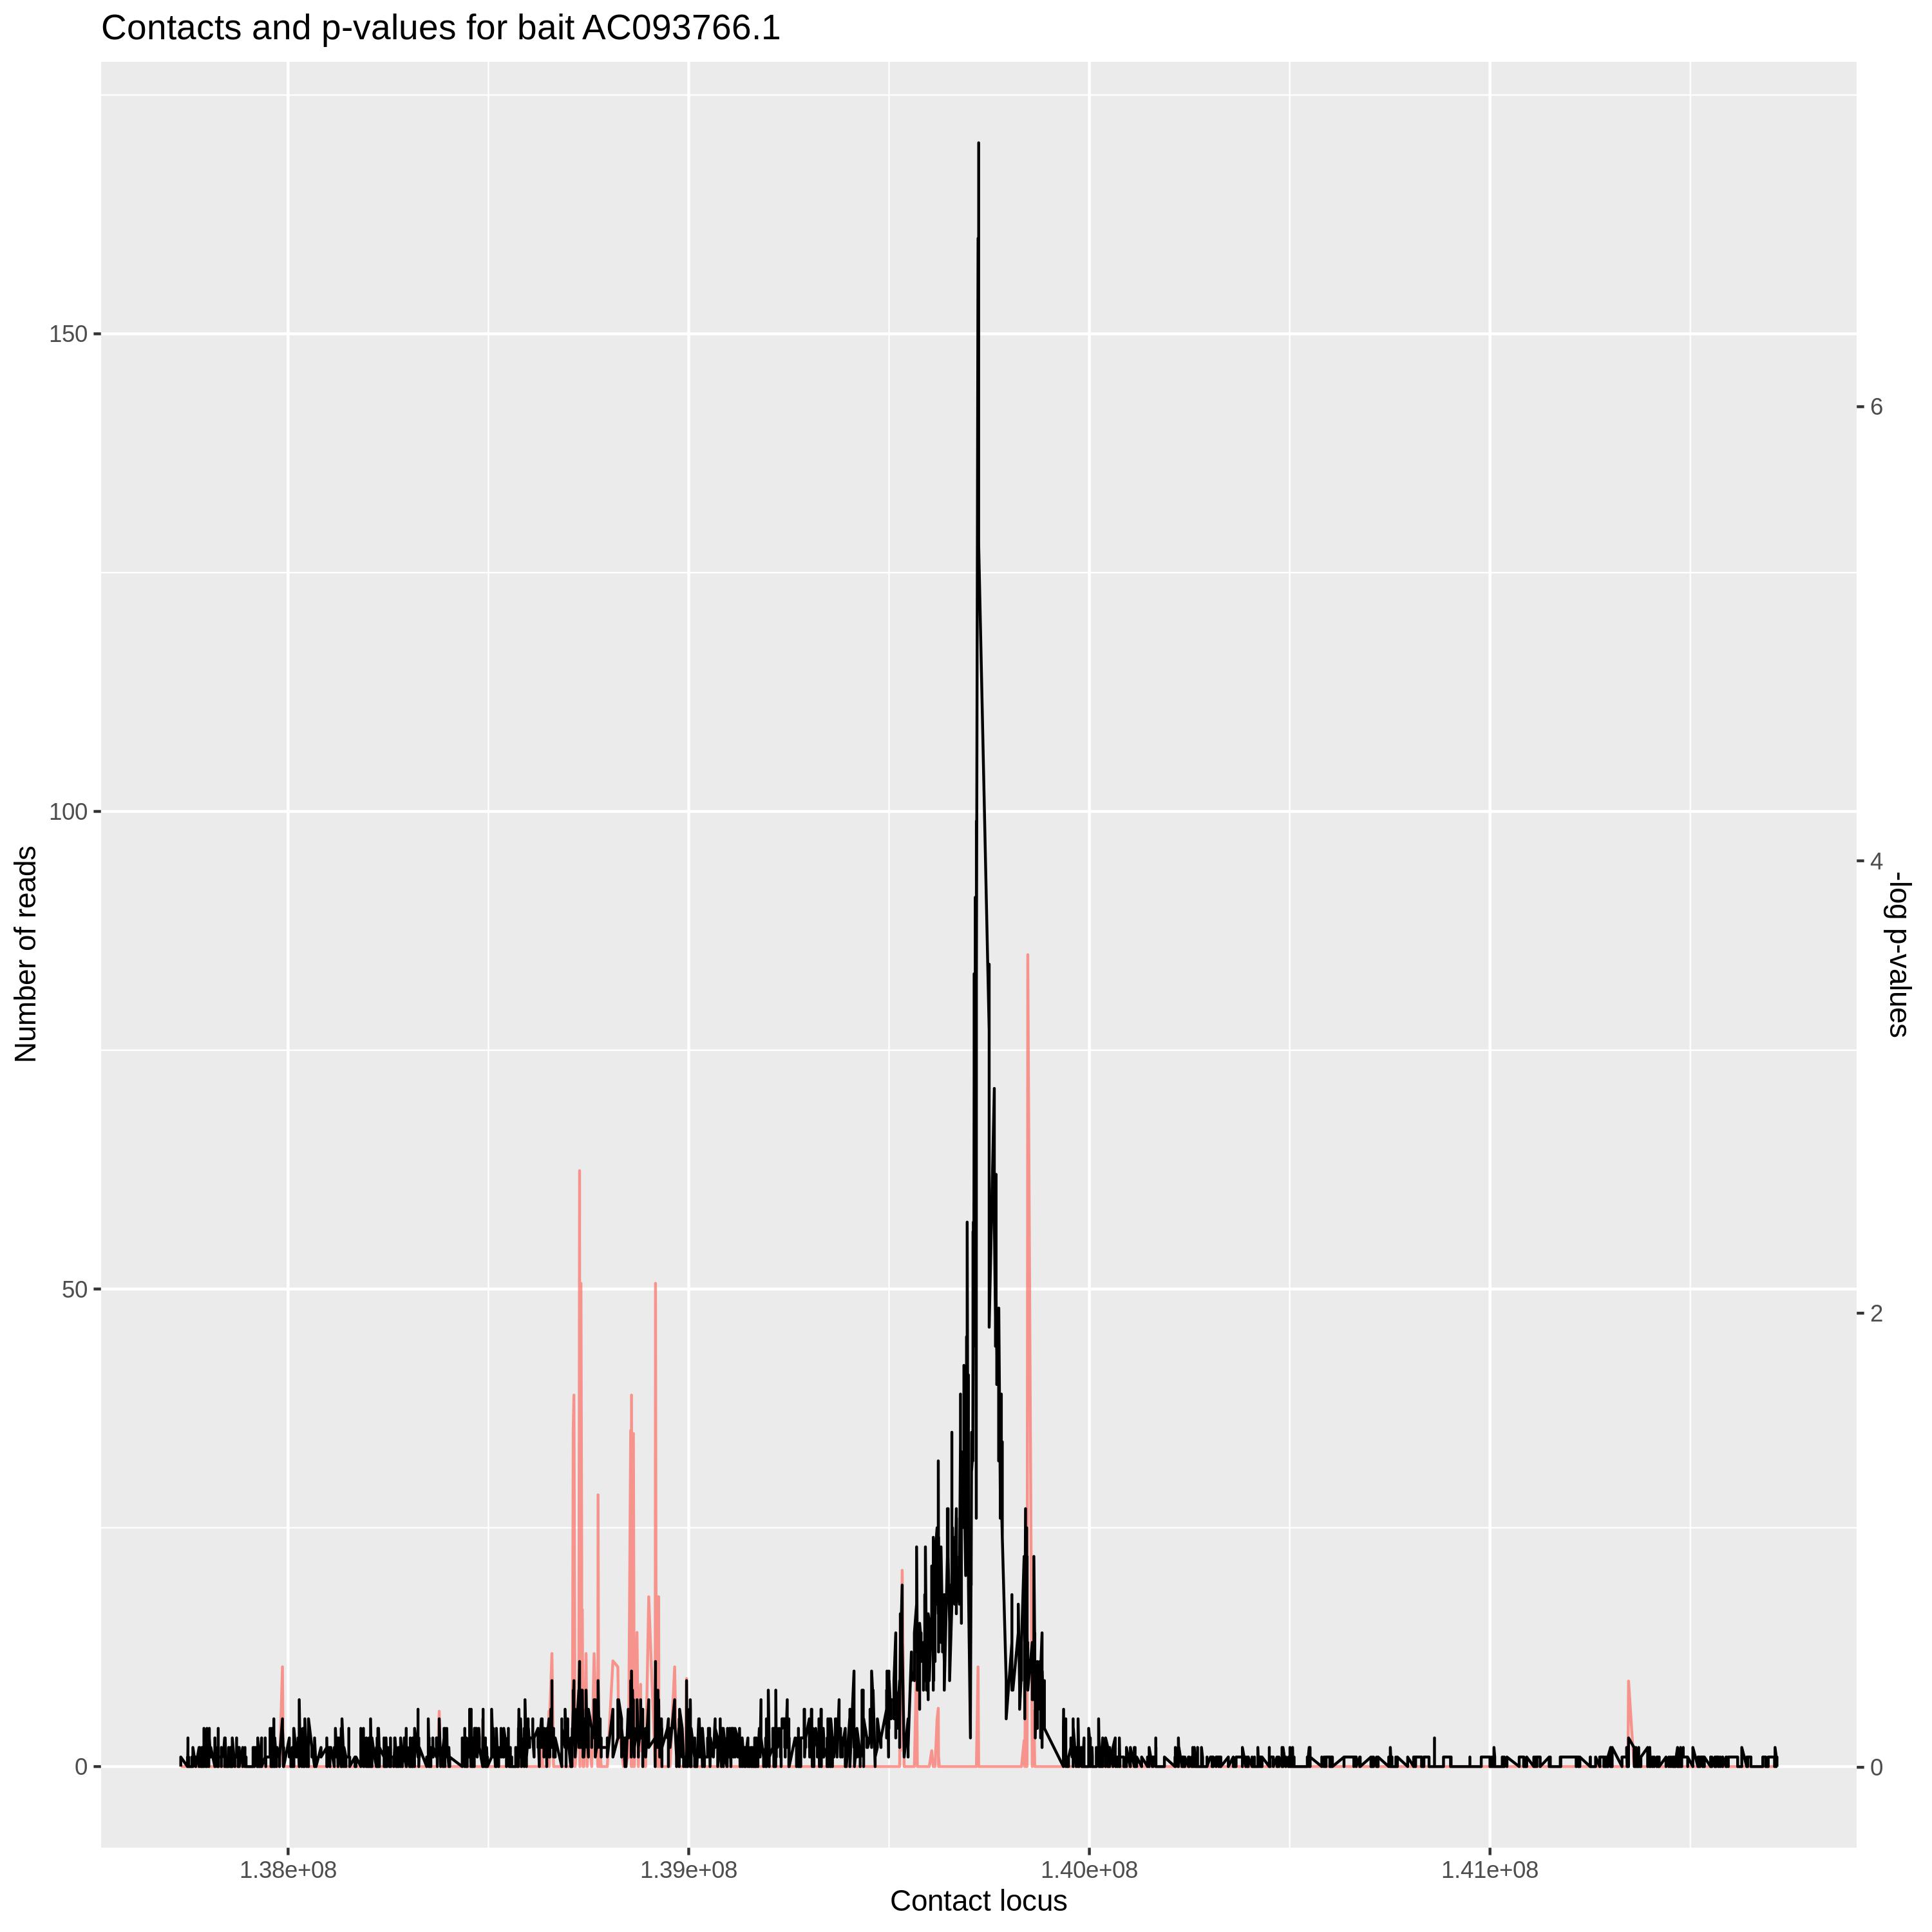 Contacts and p-values for bait AC093766.1
Number of reads
150
100
50
0
6
4
2
0
-log p-values
1.38e+08
1.39e+08
1.40e+08
1.41e+08
Contact locus